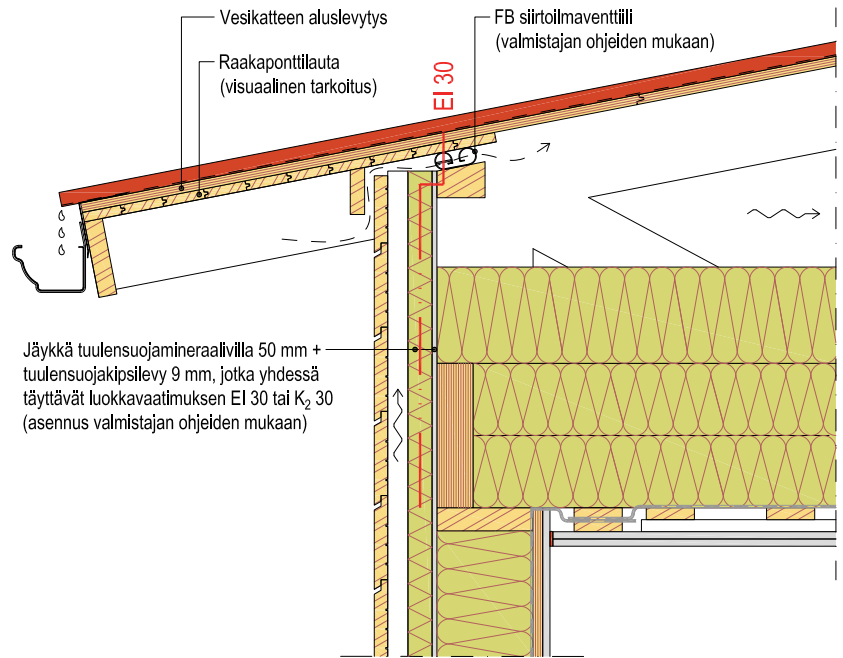 Vesikatteen aluslevytys
Raakaponttilauta
(visuaalinen tarkoitus)
FB siirtoilmaventtiili
(valmistajan ohjeiden mukaan)
EI 30
Jäykkä tuulensuojamineraalivilla 50 mm +
tuulensuojakipsilevy 9 mm, jotka yhdessä
täyttävät luokkavaatimuksen EI 30 tai K₂ 30
(asennus valmistajan ohjeiden mukaan)